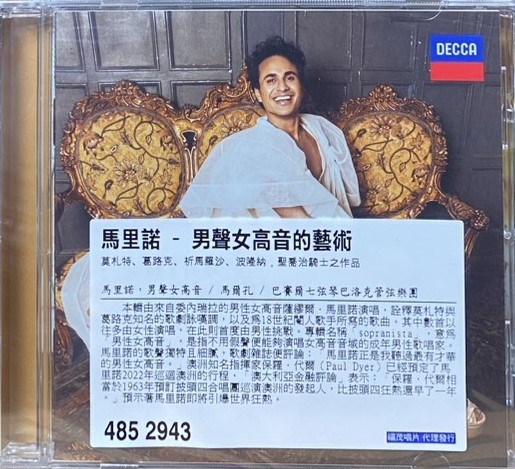 DECCA
馬里諾 - 男聲女高音的藝術
莫札特、葛路克、祈馬羅沙、波隆納﹐聖喬治騎士之作品
馬里諾﹐男聲女高音 / 馬爾孔 / 巴賽爾七弦琴巴洛克管弦樂團
本輯由來自委內瑞拉的男性女高音薩繆爾．馬里諾演唱，詮釋莫札特與
葛路克知名的歌劇詠嘆調，以及為18世紀閹人歌手所寫的歌曲。其中數首以
往多由女性演唱，在此則首度由男性挑戰。專輯名稱「sopranista」，意為
「男性女高音」，是指不用假聲便能夠演唱女高音音域的成年男性歌唱家。
馬里諾的歌聲獨特且細膩，歌劇雜誌便評論：「馬里諾正是我聽過最有才華
的男性女高音。」澳洲知名指揮家保羅．代爾（Paul Dyer）已經預定了馬
里諾2022年巡迴澳洲的行程，「澳大利亞金融評論」表示：「保羅．代爾相
當於1963年預訂披頭四合唱團巡演澳洲的發起人，比披頭四狂熱還早了一年
。」預示著馬里諾即將引爆世界狂熱。
485 2943
福茂唱片 代理發行